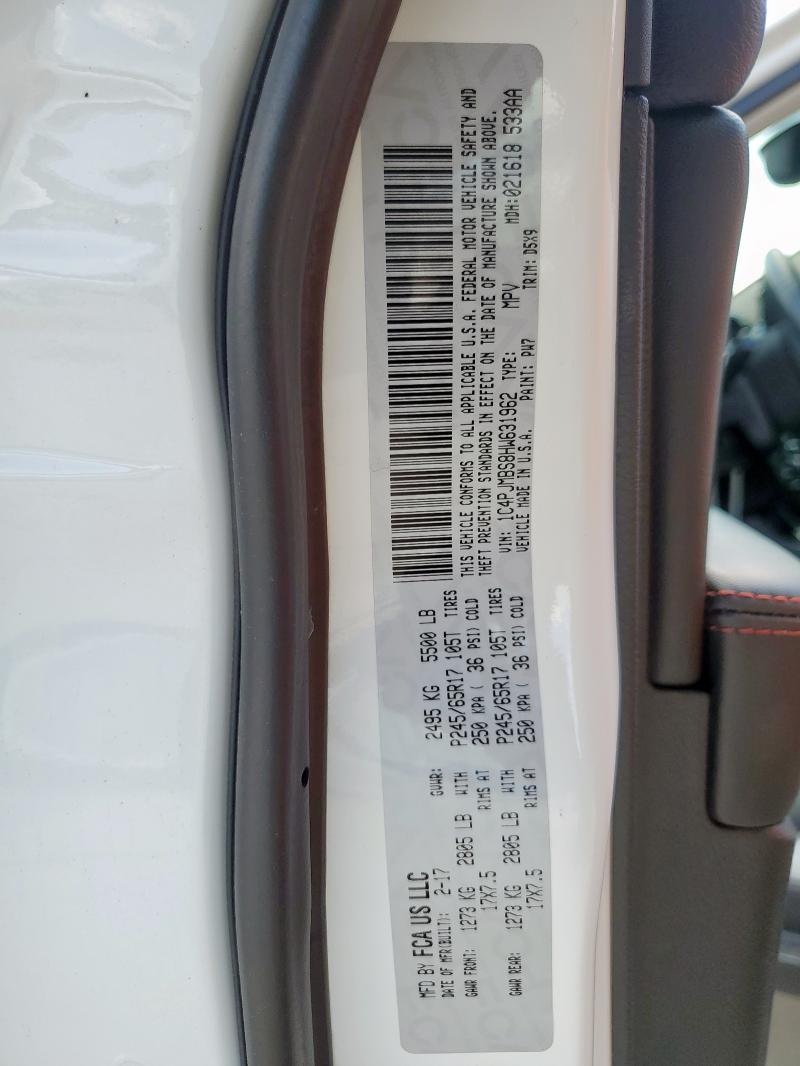 MFD BY FCA US LLC
DATE OF MFR(BUILT): 2-17 GVWR: 2495 KG 5500 LB
GAWR FRONT: 1273 KG 2805 LB WITH P245/65R17 105T TIRES
17X7.5 RIMS AT 250 KPA ( 36 PSI) COLD
GAWR REAR: 1273 KG 2805 LB WITH P245/65R17 105T TIRES
17X7.5 RIMS AT 250 KPA ( 36 PSI) COLD
THIS VEHICLE CONFORMS TO ALL APPLICABLE U.S.A. FEDERAL MOTOR VEHICLE SAFETY AND
THEFT PREVENTION STANDARDS IN EFFECT ON THE DATE OF MANUFACTURE SHOWN ABOVE.
VIN: 1C4PJMBS8HW631962 TYPE: MPV MDH:021618 533AA
VEHICLE MADE IN U.S.A. PAINT: PW7 TRIM: D5X9